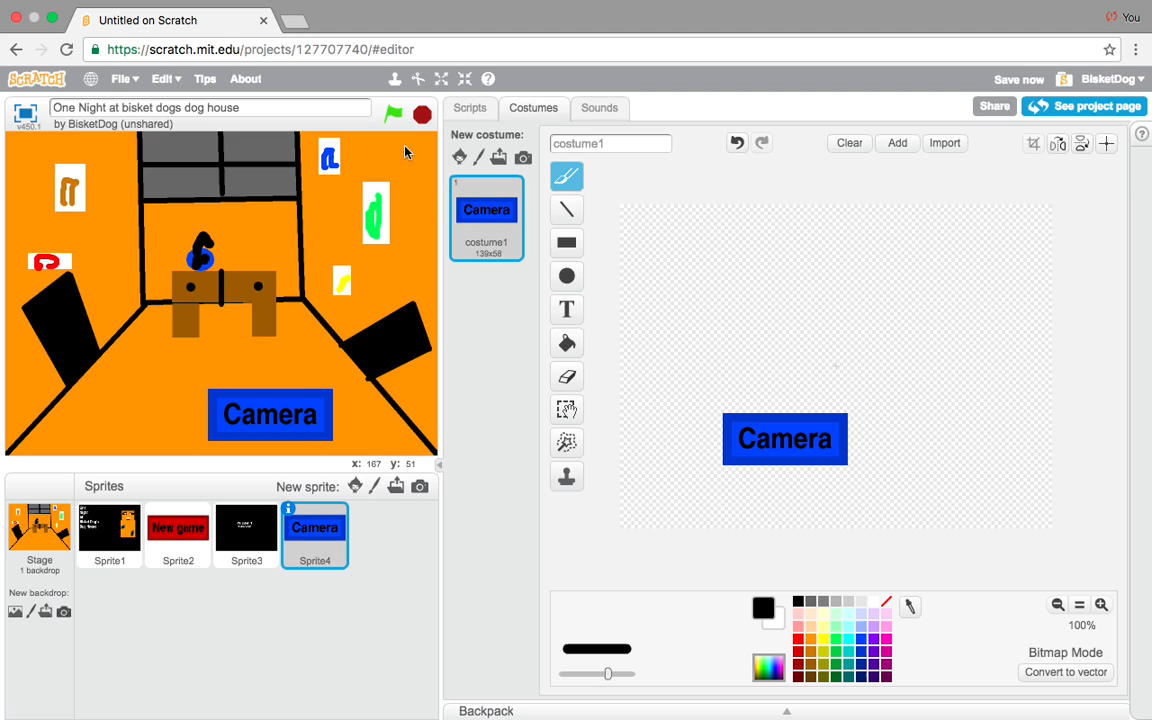 Untitled on Scratch
You
https://scratch.mit.edu/projects/127707740/#editor
SCRATCH
File
Edit
Tips
About
Save now
BisketDog
One Night at bisket dogs dog house
by BisketDog (unshared)
v450.1
Scripts
Costumes
Sounds
Share
See project page
New costume:
costume1
Clear
Add
Import
1
Camera
costume1
139x58
T
Camera
Camera
x: 167 y: 51
Sprites
New sprite:
New game
Camera
Stage
1 backdrop
Sprite1
Sprite2
Sprite3
Sprite4
New backdrop:
100%
Bitmap Mode
Convert to vector
Backpack